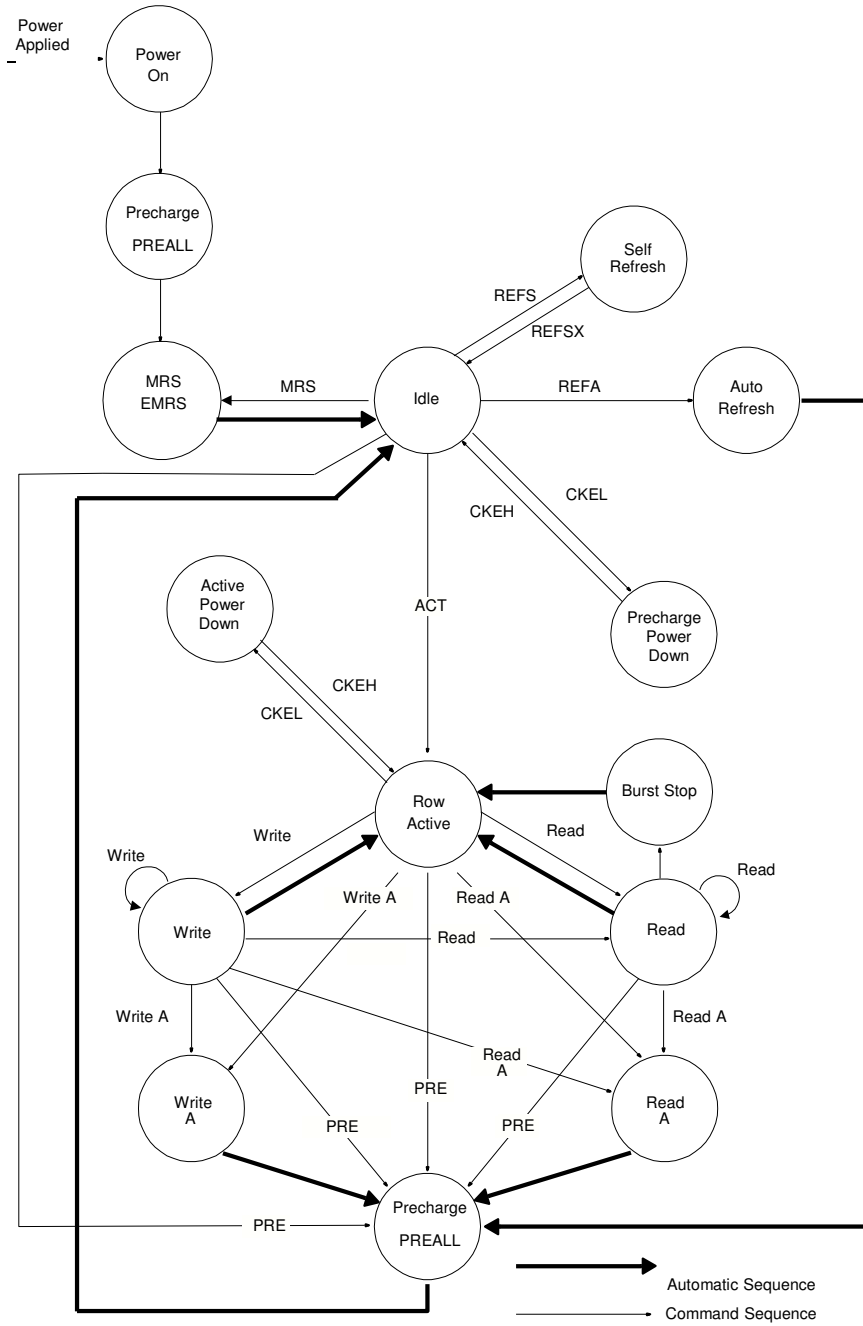 Power
Applied
Power
On
Precharge
PREALL
Self
Refresh
REFS
REFSX
MRS
EMRS
MRS
Idle
REFA
Auto
Refresh
CKEL
CKEH
Active
Power
Down
ACT
Precharge
Power
Down
CKEH
CKEL
Row
Active
Burst Stop
Write
Read
Write
Read
Write A
Read A
Write
Read
Read
Write A
Read A
Read
A
Write
A
PRE
PRE
PRE
Read
A
Precharge
PREALL
PRE
Automatic Sequence
Command Sequence